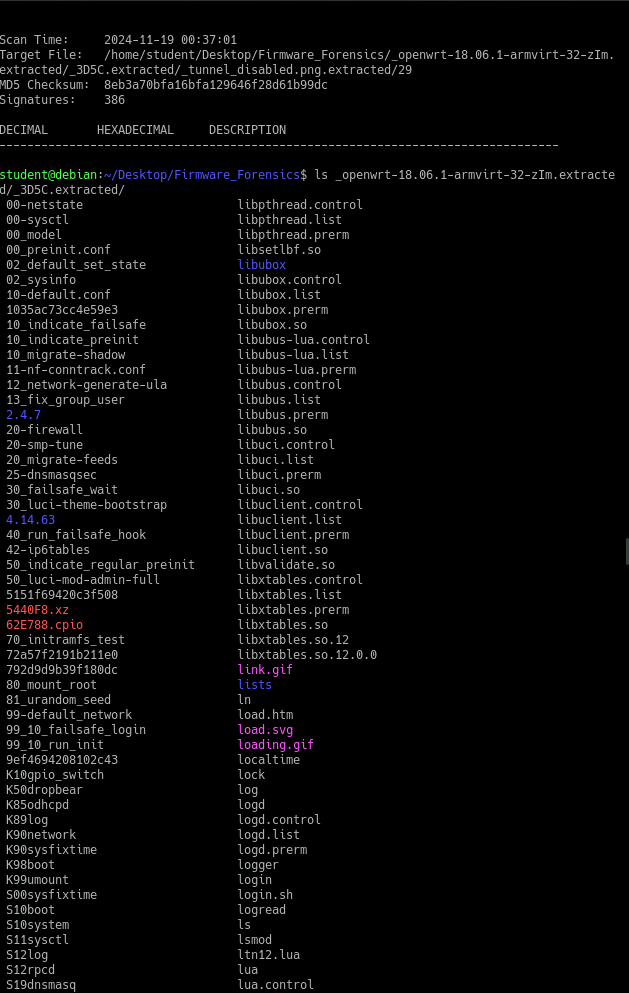 Scan Time:     2024-11-19 00:37:01
Target File:   /home/student/Desktop/Firmware_Forensics/_openwrt-18.06.1-armvirt-32-zIm.
extracted/_3D5C.extracted/_tunnel_disabled.png.extracted/29
MD5 Checksum:  8eb3a70bfa16bfa129646f28d61b99dc
Signatures:    386
DECIMAL       HEXADECIMAL     DESCRIPTION
--------------------------------------------------------------------------------
student@debian:~/Desktop/Firmware_Forensics$ ls _openwrt-18.06.1-armvirt-32-zIm.extracte
d/_3D5C.extracted/
00-netstate                      libpthread.control
00-sysctl                        libpthread.list
00_model                         libpthread.prerm
00_preinit.conf                  libsetlbf.so
02_default_set_state             libubox
02_sysinfo                       libubox.control
10-default.conf                  libubox.list
1035ac73cc4e59e3                 libubox.prerm
10_indicate_failsafe             libubox.so
10_indicate_preinit              libubus-lua.control
10_migrate-shadow                libubus-lua.list
11-nf-conntrack.conf             libubus-lua.prerm
12_network-generate-ula          libubus.control
13_fix_group_user                libubus.list
2.4.7                            libubus.prerm
20-firewall                      libubus.so
20-smp-tune                      libuci.control
20_migrate-feeds                 libuci.list
25-dnsmasqsec                    libuci.prerm
30_failsafe_wait                 libuci.so
30_luci-theme-bootstrap          libuclient.control
4.14.63                          libuclient.list
40_run_failsafe_hook             libuclient.prerm
42-ip6tables                     libuclient.so
50_indicate_regular_preinit      libvalidate.so
50_luci-mod-admin-full           libxtables.control
5151f69420c3f508                 libxtables.list
5440F8.xz                        libxtables.prerm
62E788.cpio                      libxtables.so
70_initramfs_test                libxtables.so.12
72a57f2191b211e0                 libxtables.so.12.0.0
792d9d9b39f180dc                 link.gif
80_mount_root                    lists
81_urandom_seed                  ln
99-default_network               load.htm
99_10_failsafe_login             load.svg
99_10_run_init                   loading.gif
9ef4694208102c43                 localtime
K10gpio_switch                   lock
K50dropbear                      log
K85odhcpd                        logd
K89log                           logd.control
K90network                       logd.list
K90sysfixtime                    logd.prerm
K98boot                          logger
K99umount                        login
S00sysfixtime                    login.sh
S10boot                          logread
S10system                        ls
S11sysctl                        lsmod
S12log                           ltn12.lua
S12rpcd                          lua
S19dnsmasq                       lua.control